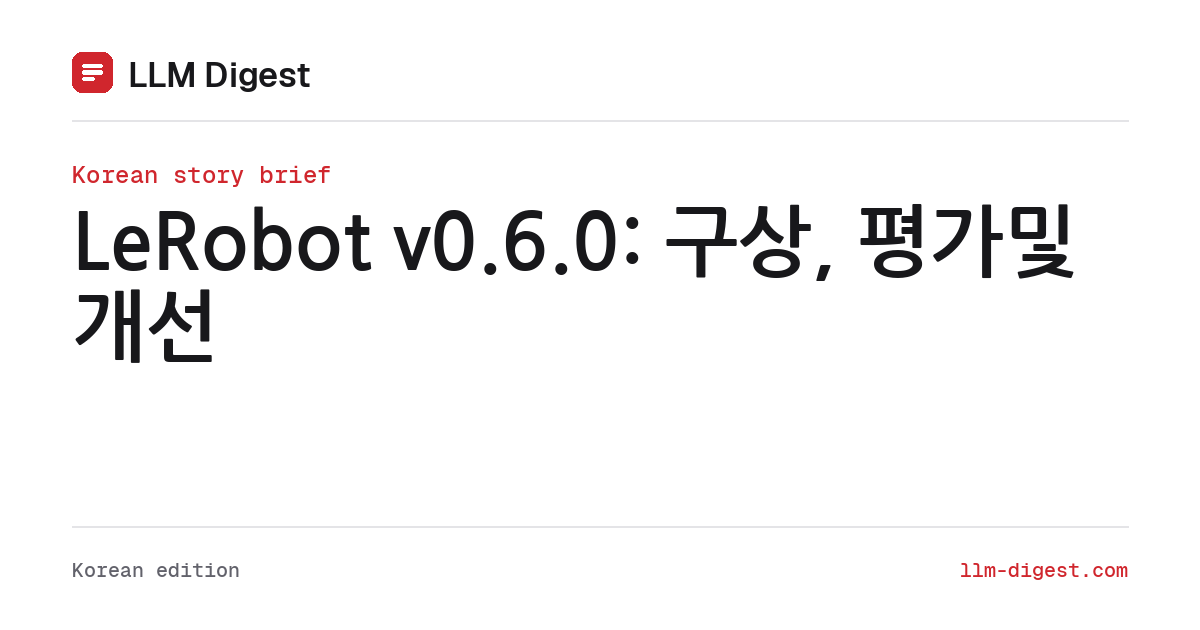 LLM Digest
Korean story brief
LeRobot v0.6.0: 구상, 평가및
개선
Korean edition
llm-digest.com